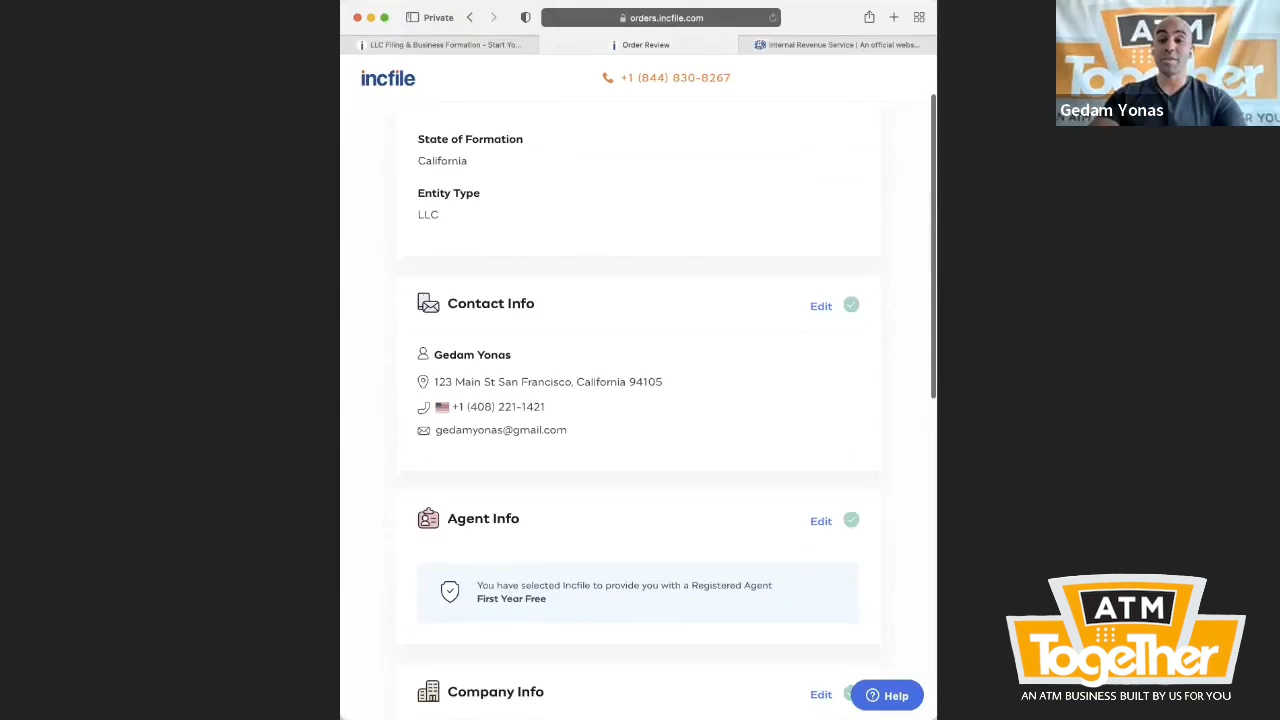 Private
orders.incfile.com
LLC Filing & Business Formation - Start Yo...
Order Review
Internal Revenue Service | An official webs...
incfile
+1 (844) 830-8267
State of Formation
California
Entity Type
LLC
Contact Info
Edit
Gedam Yonas
123 Main St San Francisco, California 94105
+1 (408) 221-1421
gedamyonas@gmail.com
Agent Info
Edit
You have selected Incfile to provide you with a Registered Agent
First Year Free
Company Info
Edit
Help
ATM
Together
Gedam Yonas
R YOU
ATM
Together
AN ATM BUSINESS BUILT BY US FOR YOU